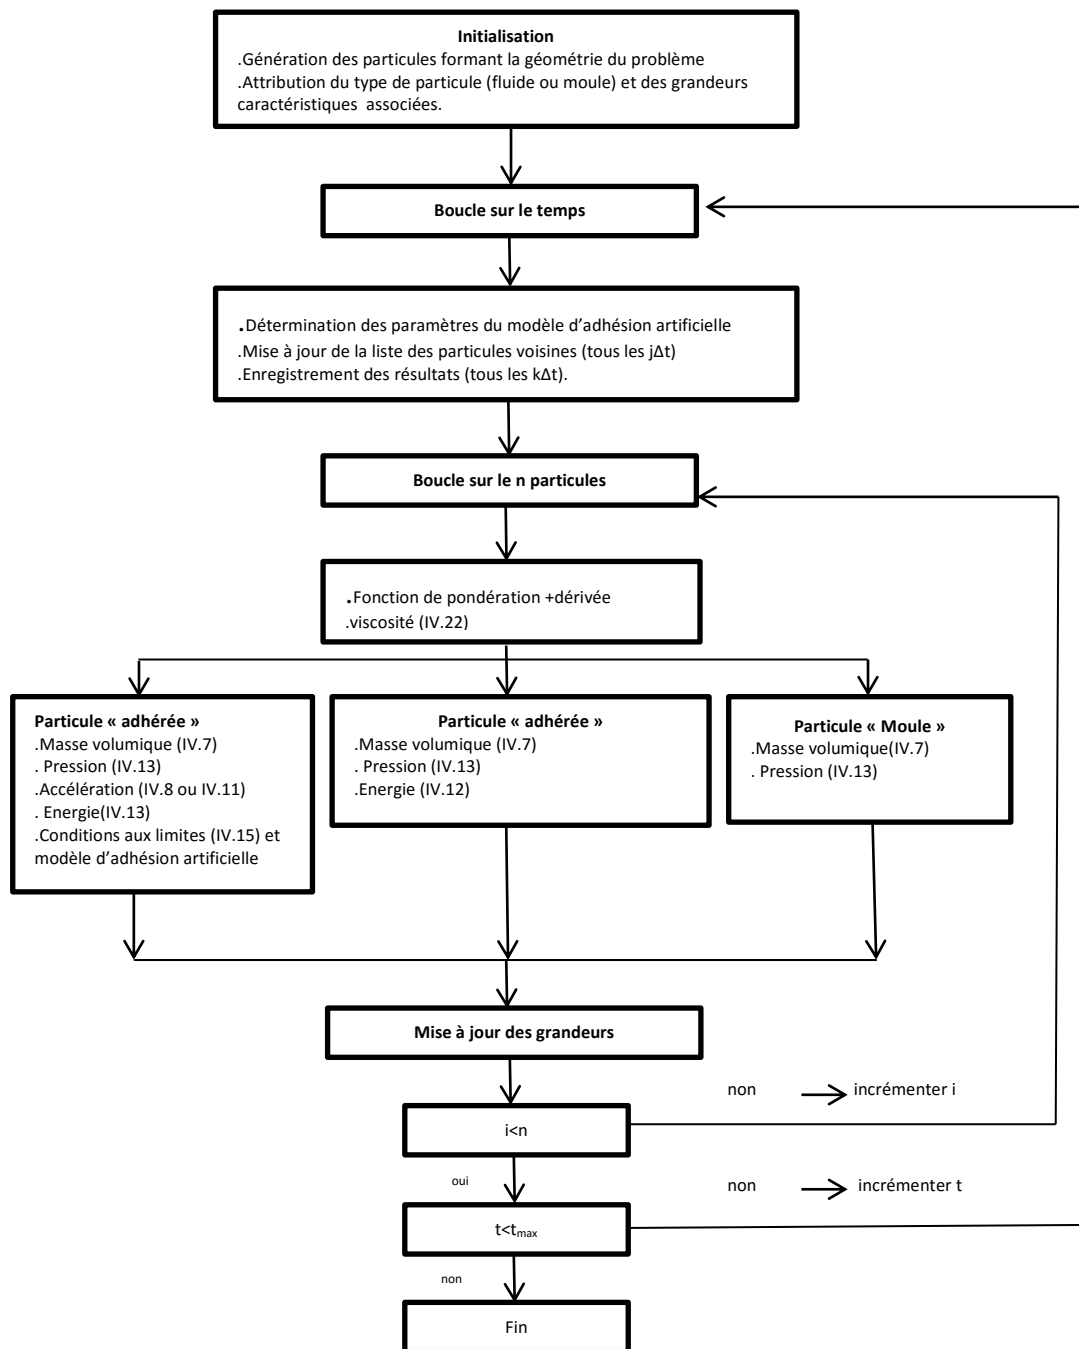 Initialisation
.Génération des particules formant la géométrie du problème
.Attribution du type de particule (fluide ou moule) et des grandeurs
caractéristiques associées.
Boucle sur le temps
.Détermination des paramètres du modèle d'adhésion artificielle
.Mise à jour de la liste des particules voisines (tous les jΔt)
.Enregistrement des résultats (tous les kΔt).
Boucle sur le n particules
.Fonction de pondération +dérivée
.viscosité (IV.22)
Particule « adhérée »
.Masse volumique (IV.7)
. Pression (IV.13)
.Accélération (IV.8 ou IV.11)
. Energie(IV.13)
.Conditions aux limites (IV.15) et
modèle d'adhésion artificielle
Particule « adhérée »
.Masse volumique (IV.7)
. Pression (IV.13)
.Energie (IV.12)
Particule « Moule »
.Masse volumique(IV.7)
. Pression (IV.13)
Mise à jour des grandeurs
non incrémenter i
i<n
oui
non incrémenter t
t<tmax
non
Fin